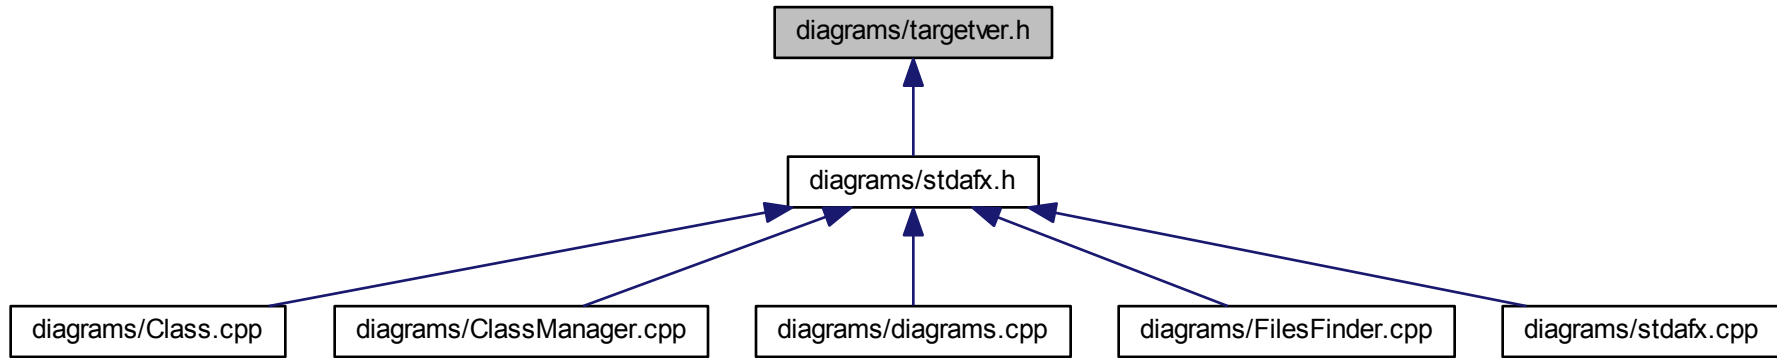 diagrams/targetver.h
diagrams/stdafx.h
diagrams/Class.cpp
diagrams/ClassManager.cpp
diagrams/diagrams.cpp
diagrams/FilesFinder.cpp
diagrams/stdafx.cpp